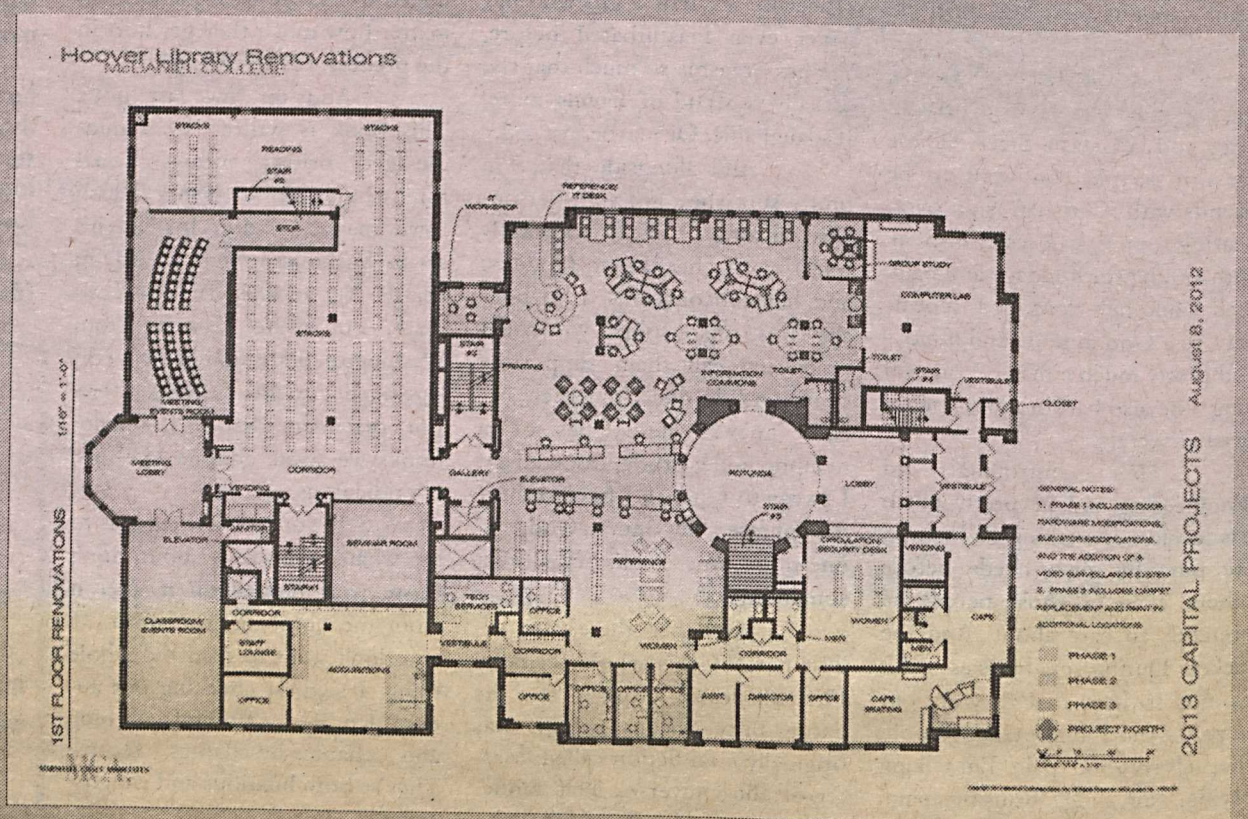 Hoover Library Renovations
McDANIEL COLLEGE
STACKS
STACKS
READING
STAIR
STOR.
IT
WORKSHOP
REFERENCE/
IT DESK
GROUP STUDY
COMPUTER LAB
STACKS
STAIR
#2
PRINTING
INFORMATION
COMMONS
TOILET
TOILET
STAIR
#4
VESTIBULE
CLOSET
MEETING/
EVENTS ROOM
MEETING
LOBBY
CORRIDOR
VENDING
GALLERY
ELEVATOR
ROTUNDA
LOBBY
VESTIBULE
STAIR
#3
JANITOR
ELEVATOR
STAIR #1
SEMINAR ROOM
REFERENCE
CIRCULATION/
SECURITY DESK
VENDING
CLASSROOM/
EVENTS ROOM
CORRIDOR
STAFF
LOUNGE
OFFICE
ACQUISITIONS
TECH
SERVICES
OFFICE
VESTIBULE
CORRIDOR
WOMEN
CORRIDOR
MEN
WOMEN
MEN
CAFE
OFFICE
OFFICE
OFFICE
OFFICE
ASST.
DIRECTOR
OFFICE
CAFE
SEATING
GENERAL NOTES:
1. PHASE 1 INCLUDES DOOR
HARDWARE MODIFICATIONS,
ELEVATOR MODIFICATIONS,
AND THE ADDITION OF A
VIDEO SURVEILLANCE SYSTEM
2. PHASE 3 INCLUDES CARPET
REPLACEMENT AND PAINT IN
ADDITIONAL LOCATIONS.
PHASE 1
PHASE 2
PHASE 3
PROJECT NORTH
1ST FLOOR RENOVATIONS 1/16" = 1'-0"
2013 CAPITAL PROJECTS August 8, 2012